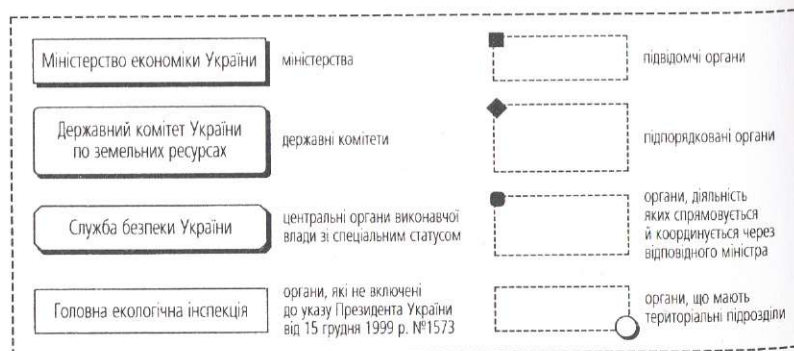 Міністерство економіки України
міністерства
підвідомчі органи
Державний комітет України
по земельних ресурсах
державні комітети
підпорядковані органи
Служба безпеки України
центральні органи виконавчої
влади зі спеціальним статусом
органи, діяльність
яких спрямовується
й координується через
відповідного міністра
Головна екологічна інспекція
органи, які не включені
до указу Президента України
від 15 грудня 1999 р. №1573
органи, що мають
територіальні підрозділи